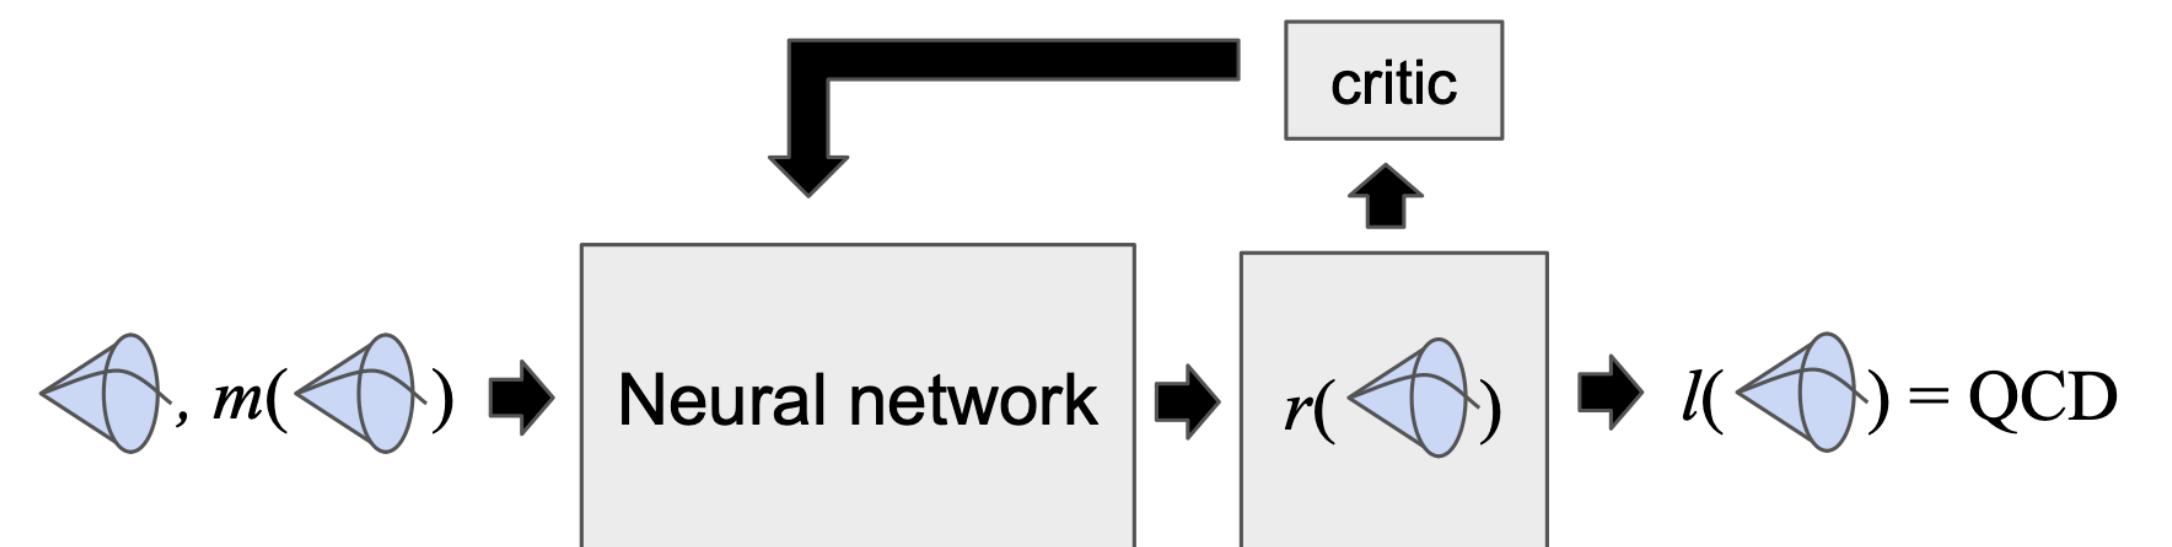 critic
, m( )
Neural network
r( )
l( ) = QCD